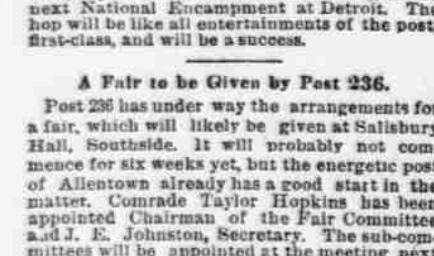 next National Encampment at Detroit. The
hop will be like all entertainments of the post,
first-class, and will be a success.
A Fair to be Given by Post 236.
Post 236 has under way the arrangements for
a fair, which will likely be given at Salisbury
Hall, Southside. It will probably not com-
mence for six weeks yet, but the energetic post
of Allentown already has a good start in the
matter. Comrade Taylor Hopkins has been
appointed Chairman of the Fair Committee
and J. E. Johnston, Secretary. The sub-com-
mittees will be appointed at the meeting next